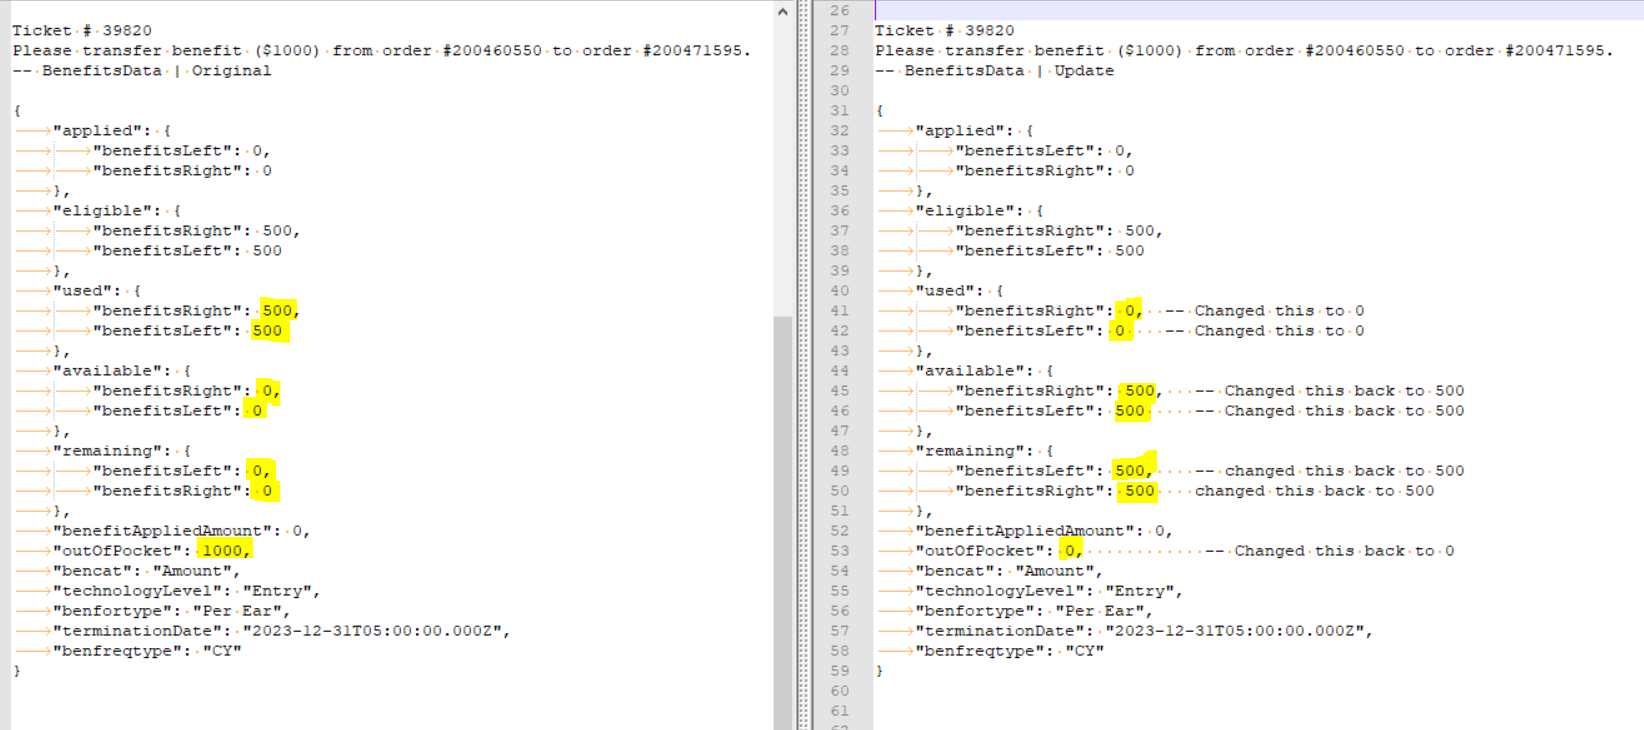 Ticket # 39820
Please transfer benefit ($1000) from order #200460550 to order #200471595.
-- BenefitsData | Original
{
"applied": {
"benefitsLeft": 0,
"benefitsRight": 0
},
"eligible": {
"benefitsRight": 500,
"benefitsLeft": 500
},
"used": {
"benefitsRight": 500,
"benefitsLeft": 500
},
"available": {
"benefitsRight": 0,
"benefitsLeft": 0
},
"remaining": {
"benefitsLeft": 0,
"benefitsRight": 0
},
"benefitAppliedAmount": 0,
"outOfPocket": 1000,
"bencat": "Amount",
"technologyLevel": "Entry",
"benfortype": "Per Ear",
"terminationDate": "2023-12-31T05:00:00.000Z",
"benfreqtype": "CY"
}
26
27 Ticket # 39820
28 Please transfer benefit ($1000) from order #200460550 to order #200471595.
29 -- BenefitsData | Update
30
31 {
32 "applied": {
33 "benefitsLeft": 0,
34 "benefitsRight": 0
35 },
36 "eligible": {
37 "benefitsRight": 500,
38 "benefitsLeft": 500
39 },
40 "used": {
41 "benefitsRight": 0, -- Changed this to 0
42 "benefitsLeft": 0 -- Changed this to 0
43 },
44 "available": {
45 "benefitsRight": 500, -- Changed this back to 500
46 "benefitsLeft": 500 -- Changed this back to 500
47 },
48 "remaining": {
49 "benefitsLeft": 500, -- changed this back to 500
50 "benefitsRight": 500 changed this back to 500
51 },
52 "benefitAppliedAmount": 0,
53 "outOfPocket": 0, -- Changed this back to 0
54 "bencat": "Amount",
55 "technologyLevel": "Entry",
56 "benfortype": "Per Ear",
57 "terminationDate": "2023-12-31T05:00:00.000Z",
58 "benfreqtype": "CY"
59 }
60
61